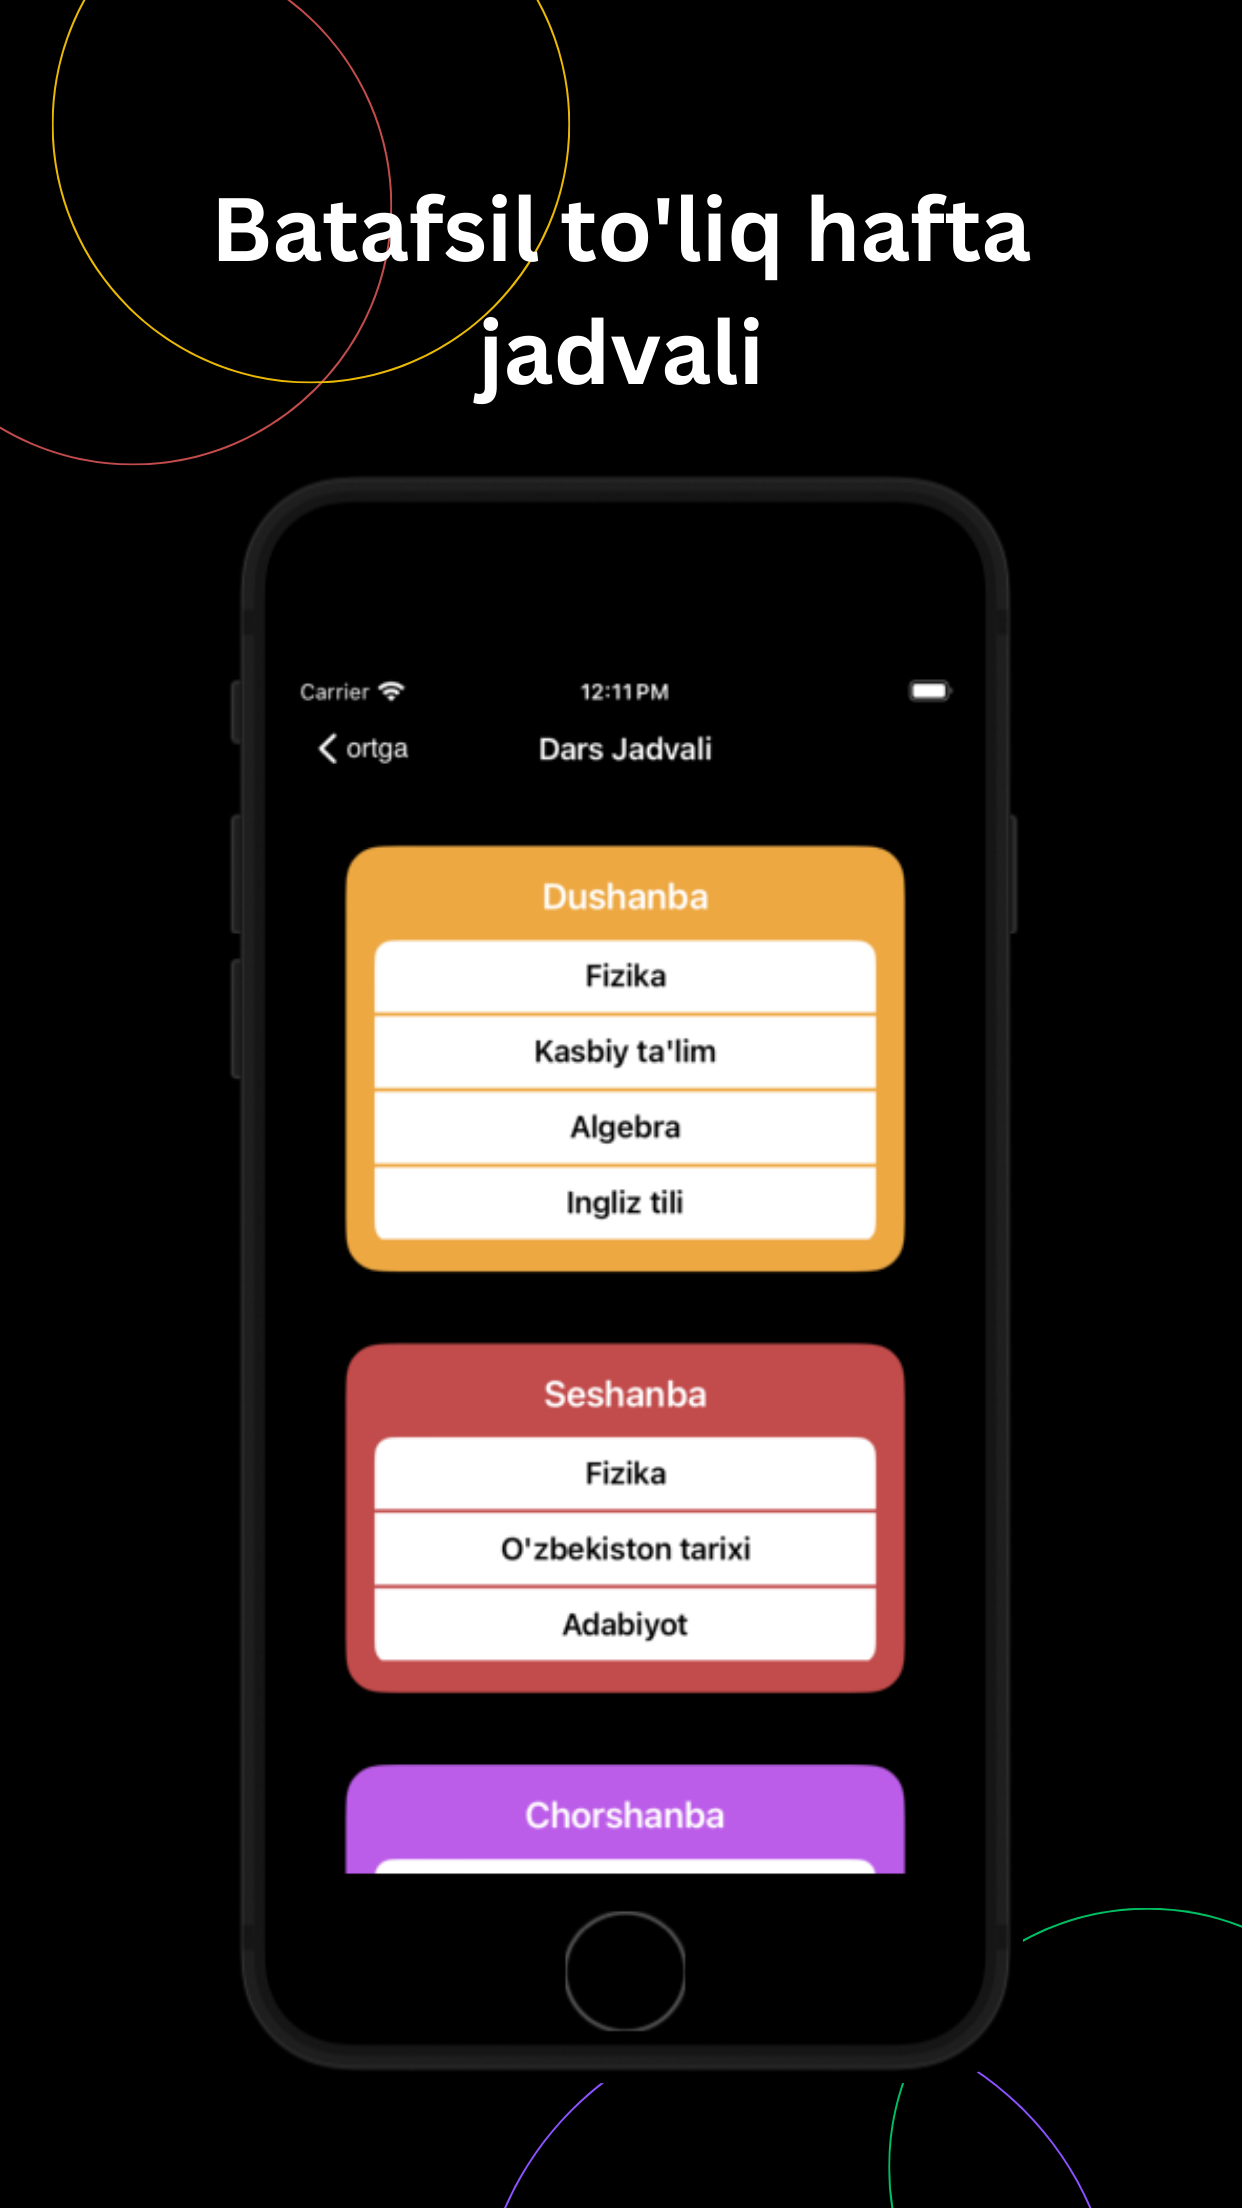 Batafsil to'liq hafta
jadvali
Carrier 12:11 PM
ortga Dars Jadvali
Dushanba
Fizika
Kasbiy ta'lim
Algebra
Ingliz tili
Seshanba
Fizika
O'zbekiston tarixi
Adabiyot
Chorshanba